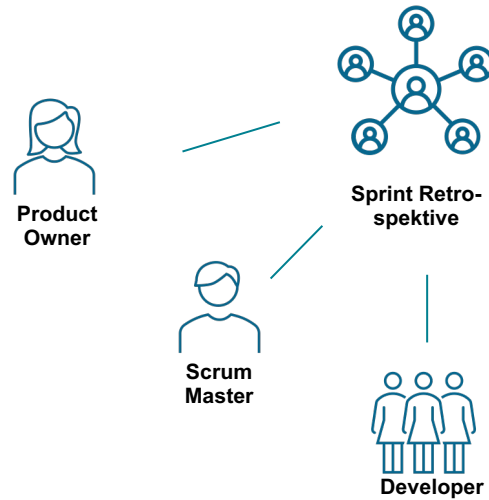 Sprint Retro-
spektive
Product
Owner
Scrum
Master
Developer